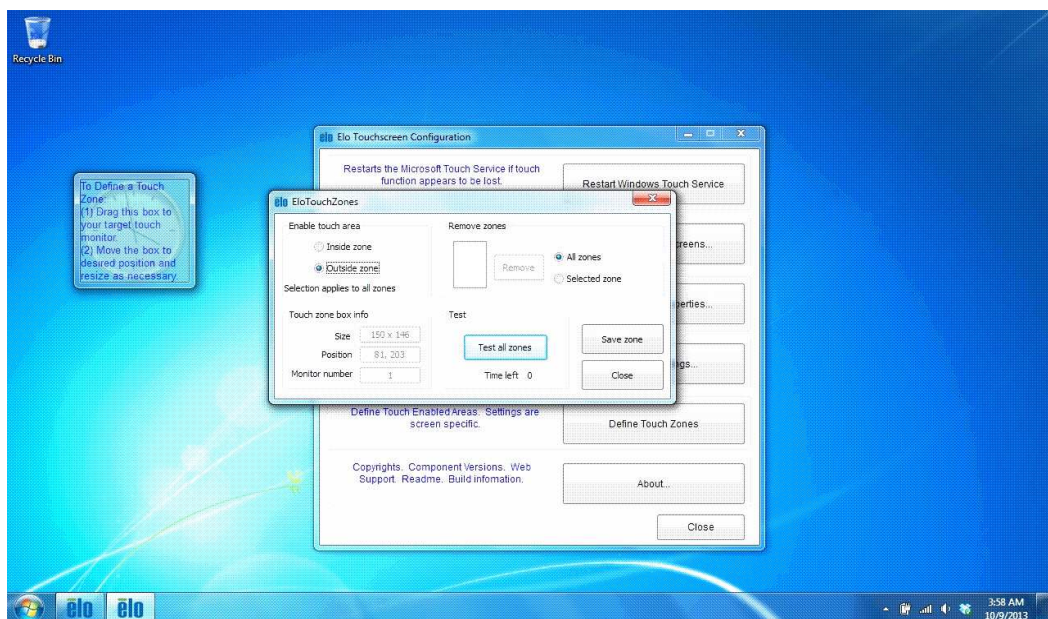 Recycle Bin
To Define a Touch
Zone:
(1) Drag this box to
your target touch
monitor.
(2) Move the box to
desired position and
resize as necessary.
elo Elo Touchscreen Configuration
Restarts the Microsoft Touch Service if touch
function appears to be lost.
Restart Windows Touch Service
elo EloTouchZones
Enable touch area
Inside zone
Outside zone
Selection applies to all zones
Remove zones
Remove
All zones
Selected zone
Touch zone box info
Size 150 x 146
Position 81, 203
Monitor number 1
Test
Test all zones
Time left 0
Save zone
Close
Define Touch Enabled Areas. Settings are
screen specific.
Define Touch Zones
Copyrights. Component Versions. Web
Support. Readme. Build infomation.
About...
Close
elo elo
3:58 AM
10/9/2013